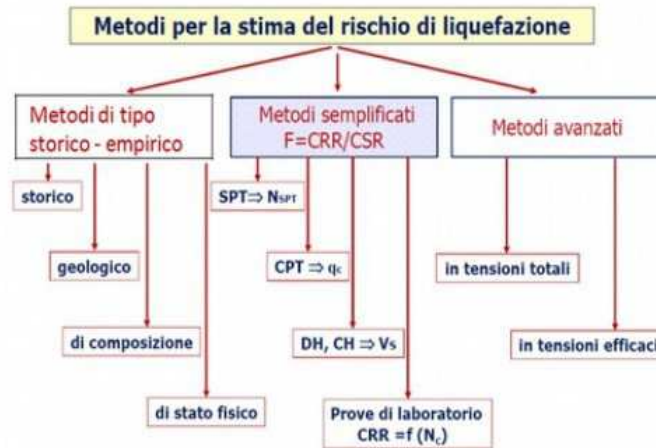 Metodi per la stima del rischio di liquefazione
Metodi di tipo
storico - empirico
storico
geologico
di composizione
di stato fisico
Metodi semplificati
F=CRR/CSR
SPT⇒ NSPT
CPT ⇒ qc
DH, CH ⇒ VS
Prove di laboratorio
CRR =f (Nc)
Metodi avanzati
in tensioni totali
in tensioni efficaci